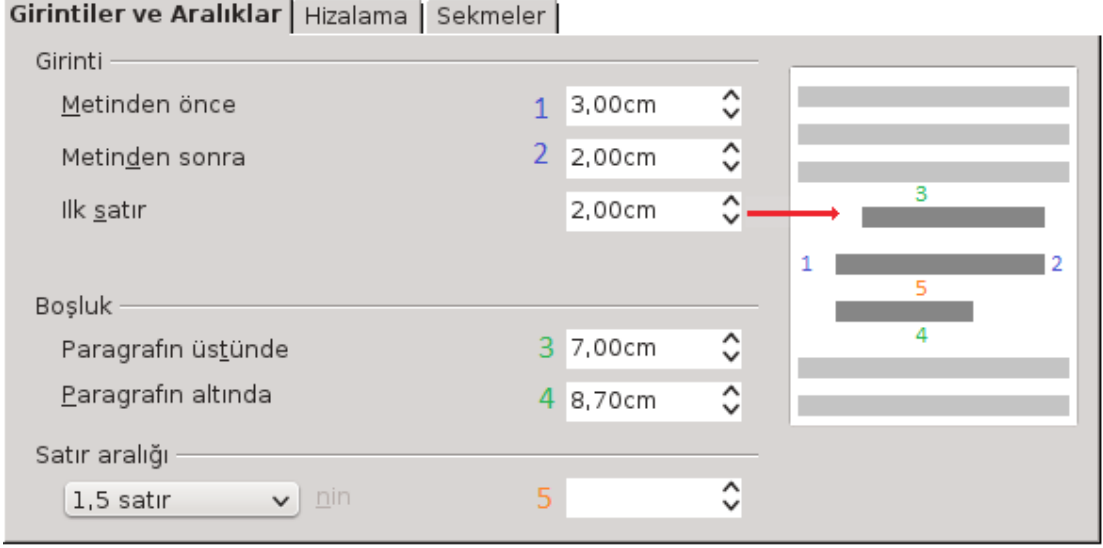 Girintiler ve Aralıklar Hizalama Sekmeler
Girinti
Metinden önce 1 3,00cm
Metinden sonra 2 2,00cm
Ilk satır 2,00cm
3
1 2
5
4
Boşluk
Paragrafın üstünde 3 7,00cm
Paragrafın altında 4 8,70cm
Satır aralığı
1,5 satır nin 5